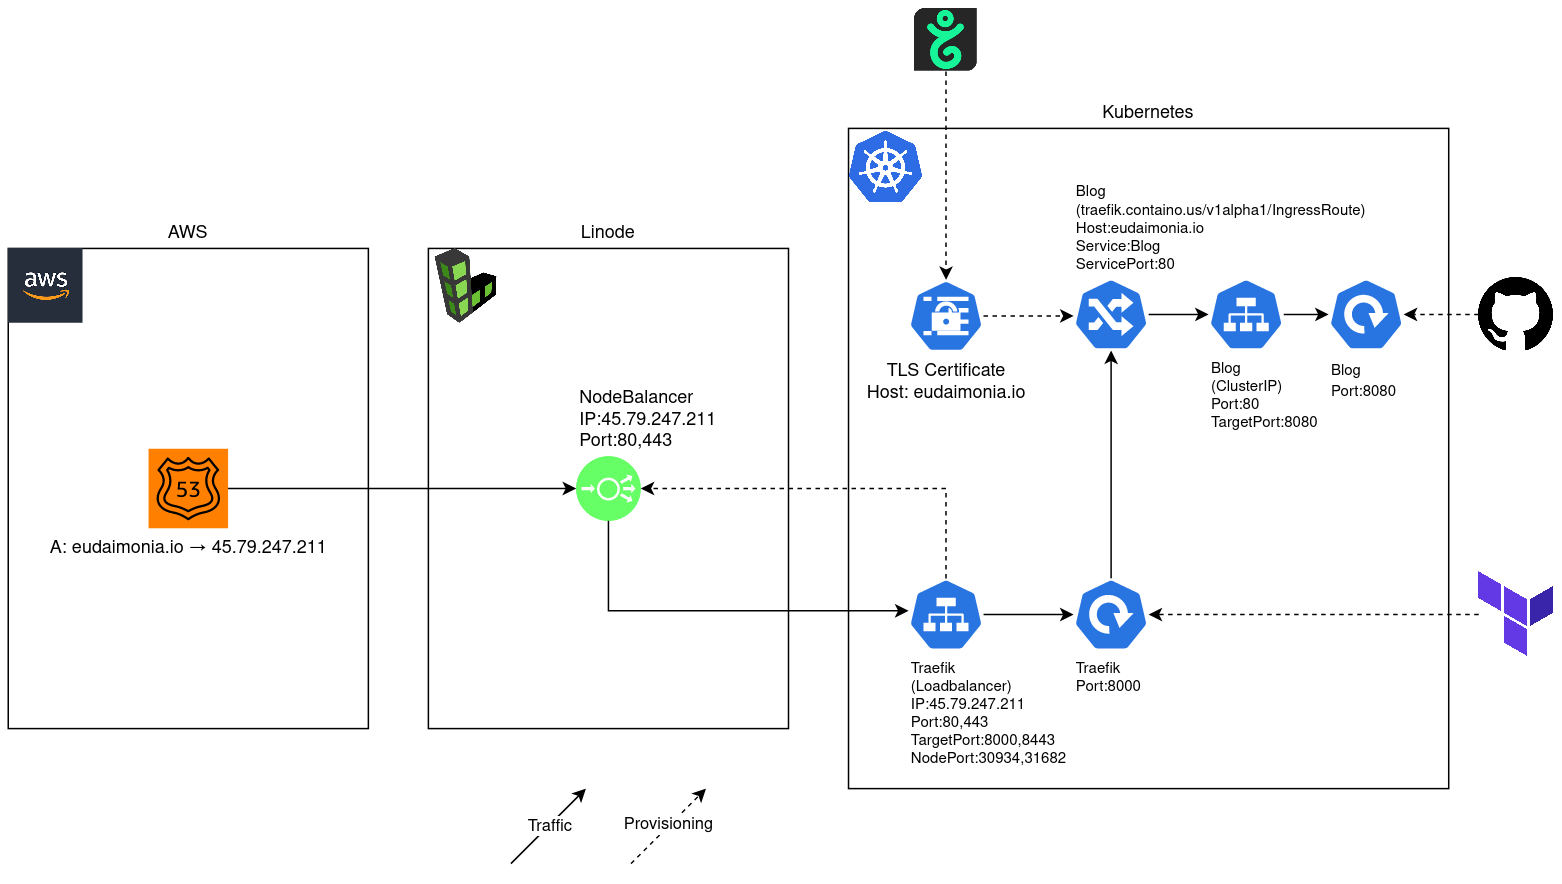 Kubernetes
Blog
(traefik.containo.us/v1alpha1/IngressRoute)
Host:eudaimonia.io
Service:Blog
ServicePort:80
AWS
aws
Linode
TLS Certificate
Host: eudaimonia.io
Blog
(ClusterIP)
Port:80
TargetPort:8080
Blog
Port:8080
NodeBalancer
IP:45.79.247.211
Port:80,443
53
A: eudaimonia.io → 45.79.247.211
Traefik
(Loadbalancer)
IP:45.79.247.211
Port:80,443
TargetPort:8000,8443
NodePort:30934,31682
Traefik
Port:8000
Traffic
Provisioning